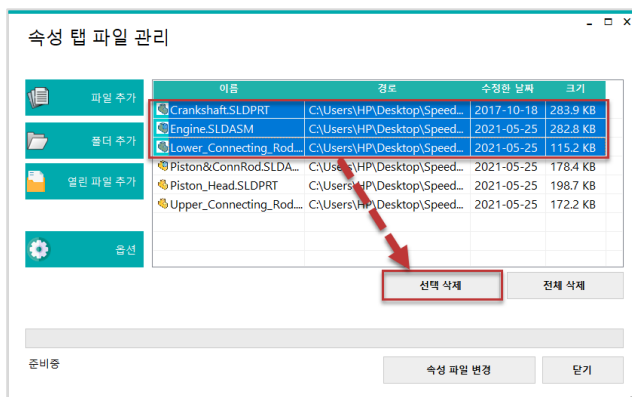 속성 탭 파일 관리
파일 추가
폴더 추가
열린 파일 추가
옵션
이름 경로 수정한 날짜 크기
Crankshaft.SLDPRT C:\Users\HP\Desktop\Speed... 2017-10-18 283.9 KB
Engine.SLDASM C:\Users\HP\Desktop\Speed... 2021-05-25 282.8 KB
Lower_Connecting_Rod... C:\Users\HP\Desktop\Speed... 2021-05-25 115.2 KB
Piston&ConnRod.SLDA... C:\Users\HP\Desktop\Speed... 2021-05-25 178.4 KB
Piston_Head.SLDPRT C:\Users\HP\Desktop\Speed... 2021-05-25 198.7 KB
Upper_Connecting_Rod.... C:\Users\HP\Desktop\Speed... 2021-05-25 172.2 KB
선택 삭제 전체 삭제
준비중
속성 파일 변경 닫기